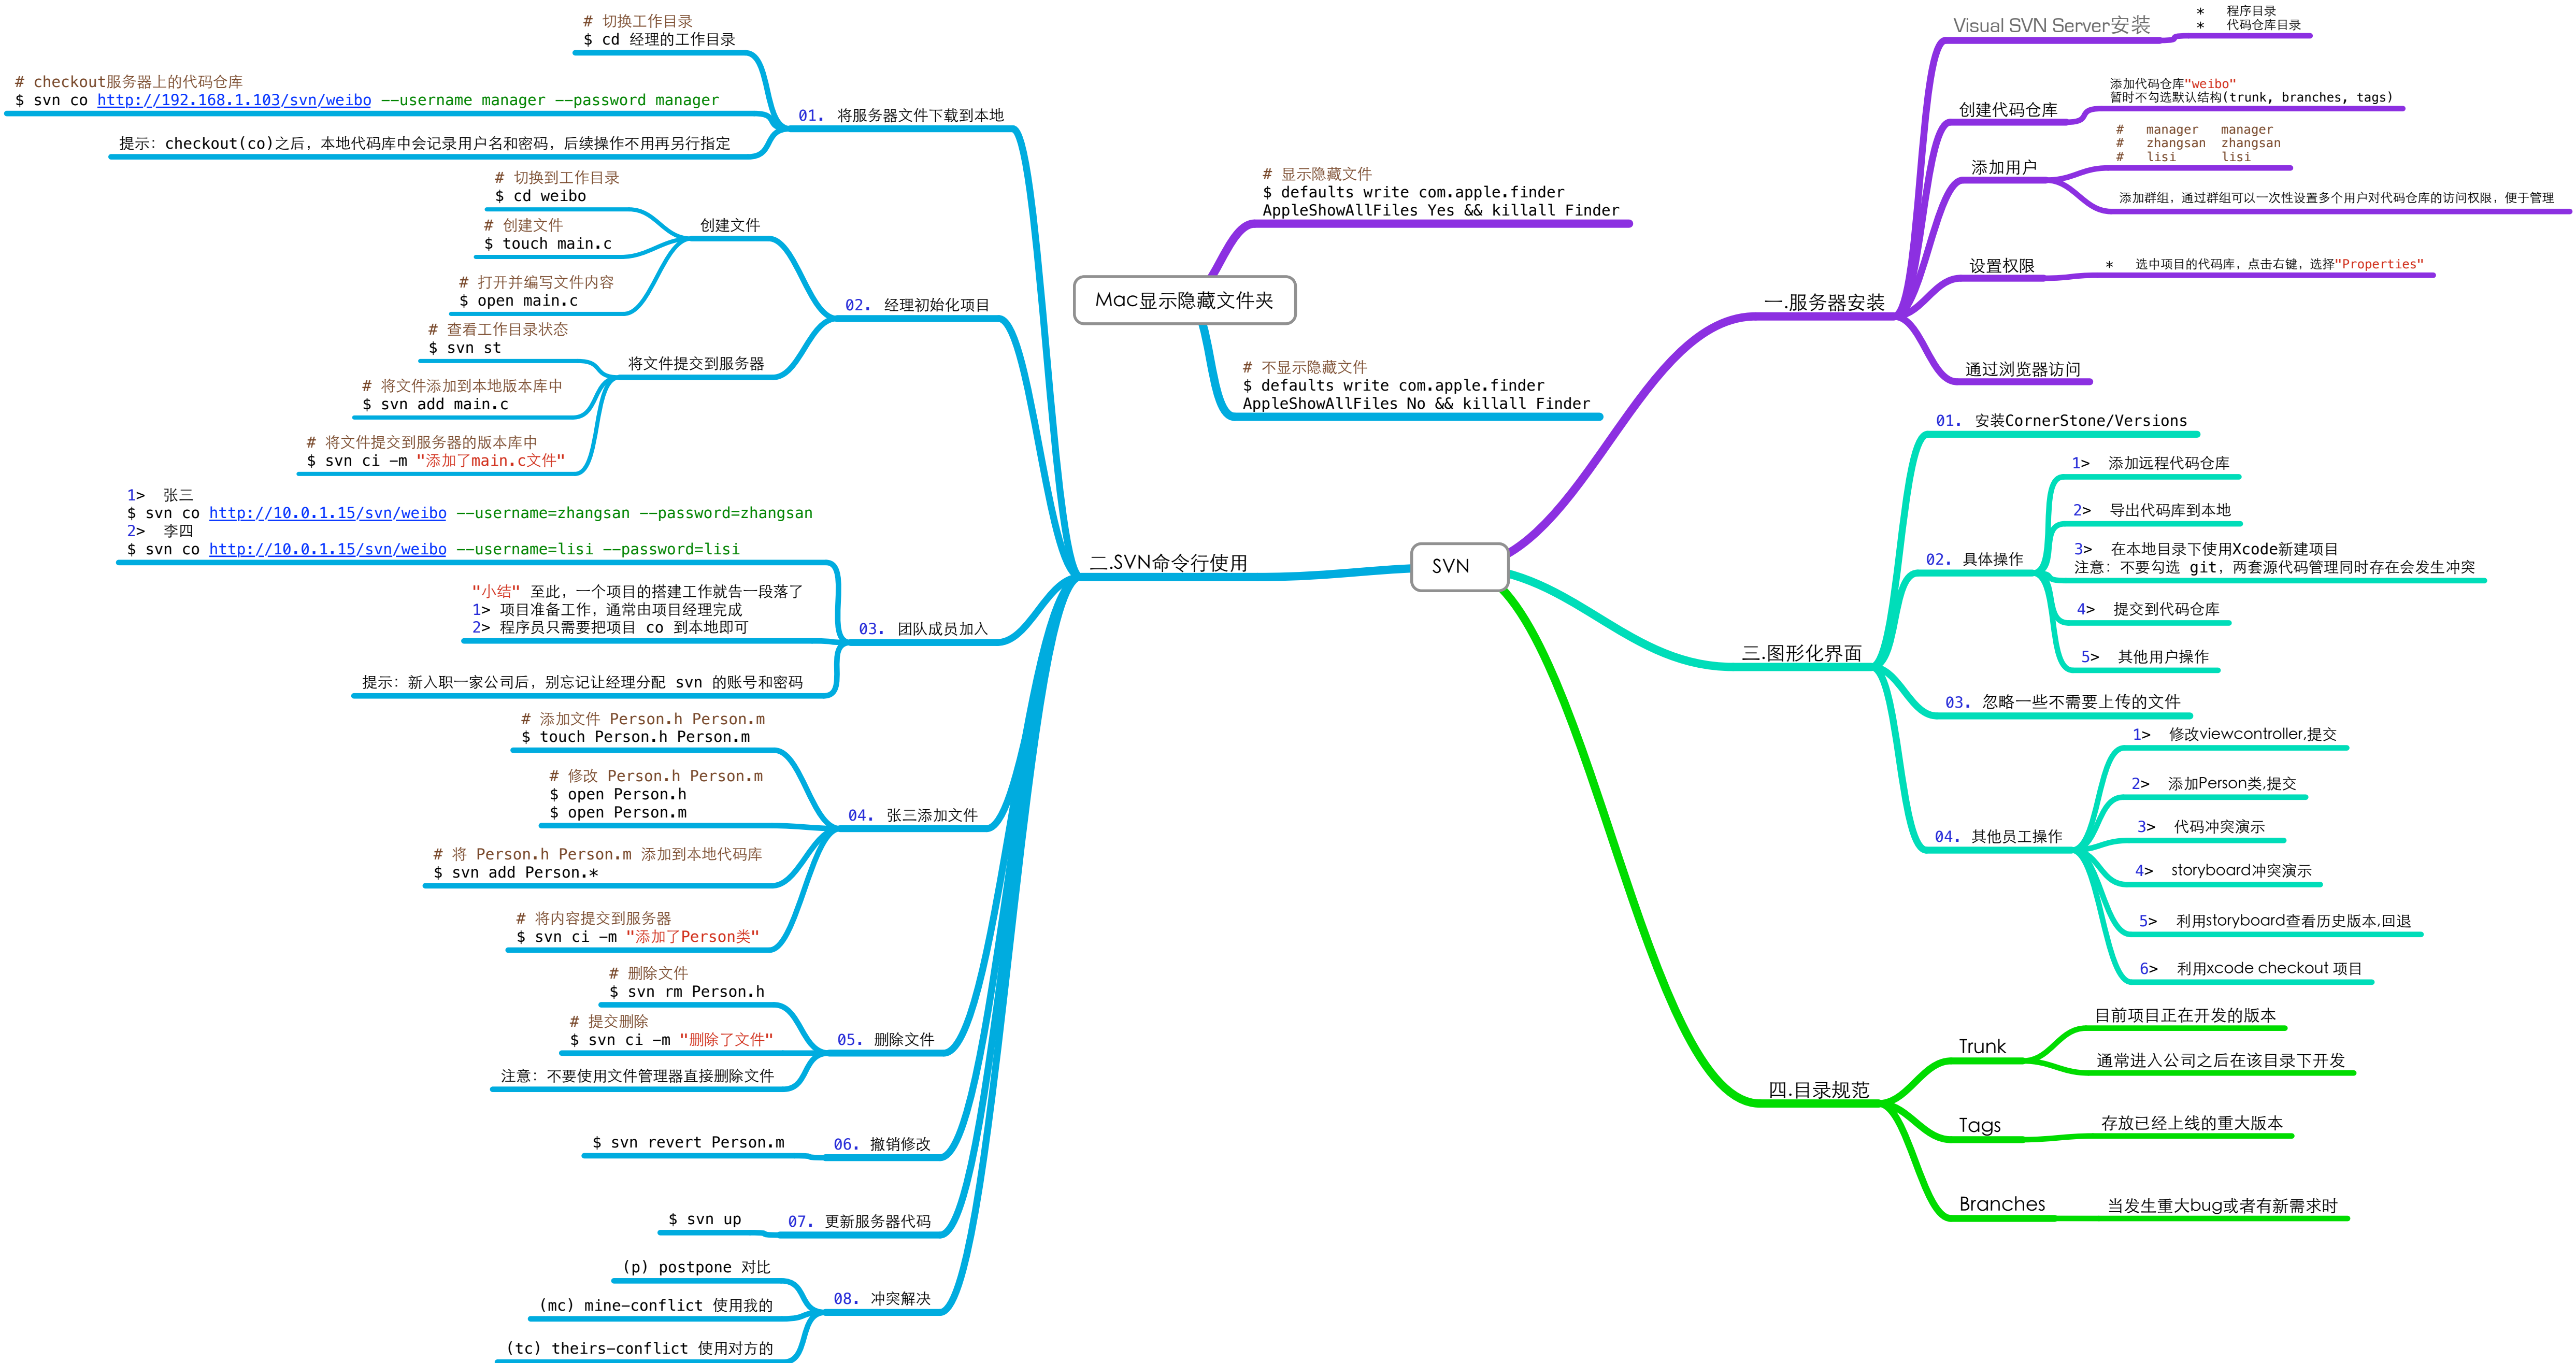 SVN
一.服务器安装
Visual SVN Server安装
* 程序目录
* 代码仓库目录
创建代码仓库
添加代码仓库"weibo"
暂时不勾选默认结构(trunk, branches, tags)
添加用户
# manager manager
# zhangsan zhangsan
# lisi lisi
添加群组，通过群组可以一次性设置多个用户对代码仓库的访问权限，便于管理
设置权限
* 选中项目的代码库，点击右键，选择"Properties"
通过浏览器访问
二.SVN命令行使用
01. 将服务器文件下载到本地
# 切换工作目录
$ cd 经理的工作目录
# checkout服务器上的代码仓库
$ svn co http://192.168.1.103/svn/weibo --username manager --password manager
提示：checkout(co)之后，本地代码库中会记录用户名和密码，后续操作不用再另行指定
02. 经理初始化项目
创建文件
# 切换到工作目录
$ cd weibo
# 创建文件
$ touch main.c
# 打开并编写文件内容
$ open main.c
将文件提交到服务器
# 查看工作目录状态
$ svn st
# 将文件添加到本地版本库中
$ svn add main.c
# 将文件提交到服务器的版本库中
$ svn ci -m "添加了main.c文件"
03. 团队成员加入
1> 张三
$ svn co http://10.0.1.15/svn/weibo --username=zhangsan --password=zhangsan
2> 李四
$ svn co http://10.0.1.15/svn/weibo --username=lisi --password=lisi
"小结" 至此，一个项目的搭建工作就告一段落了
1> 项目准备工作，通常由项目经理完成
2> 程序员只需要把项目 co 到本地即可
提示：新入职一家公司后，别忘记让经理分配 svn 的账号和密码
04. 张三添加文件
# 添加文件 Person.h Person.m
$ touch Person.h Person.m
# 修改 Person.h Person.m
$ open Person.h
$ open Person.m
# 将 Person.h Person.m 添加到本地代码库
$ svn add Person.*
# 将内容提交到服务器
$ svn ci -m "添加了Person类"
05. 删除文件
# 删除文件
$ svn rm Person.h
# 提交删除
$ svn ci -m "删除了文件"
注意：不要使用文件管理器直接删除文件
06. 撤销修改
$ svn revert Person.m
07. 更新服务器代码
$ svn up
08. 冲突解决
(p) postpone 对比
(mc) mine-conflict 使用我的
(tc) theirs-conflict 使用对方的
三.图形化界面
01. 安装CornerStone/Versions
02. 具体操作
1> 添加远程代码仓库
2> 导出代码库到本地
3> 在本地目录下使用Xcode新建项目
注意：不要勾选 git，两套源代码管理同时存在会发生冲突
4> 提交到代码仓库
5> 其他用户操作
03. 忽略一些不需要上传的文件
04. 其他员工操作
1> 修改viewcontroller,提交
2> 添加Person类,提交
3> 代码冲突演示
4> storyboard冲突演示
5> 利用storyboard查看历史版本,回退
6> 利用xcode checkout 项目
四.目录规范
Trunk
目前项目正在开发的版本
通常进入公司之后在该目录下开发
Tags
存放已经上线的重大版本
Branches
当发生重大bug或者有新需求时
Mac显示隐藏文件夹
# 显示隐藏文件
$ defaults write com.apple.finder
AppleShowAllFiles Yes && killall Finder
# 不显示隐藏文件
$ defaults write com.apple.finder
AppleShowAllFiles No && killall Finder